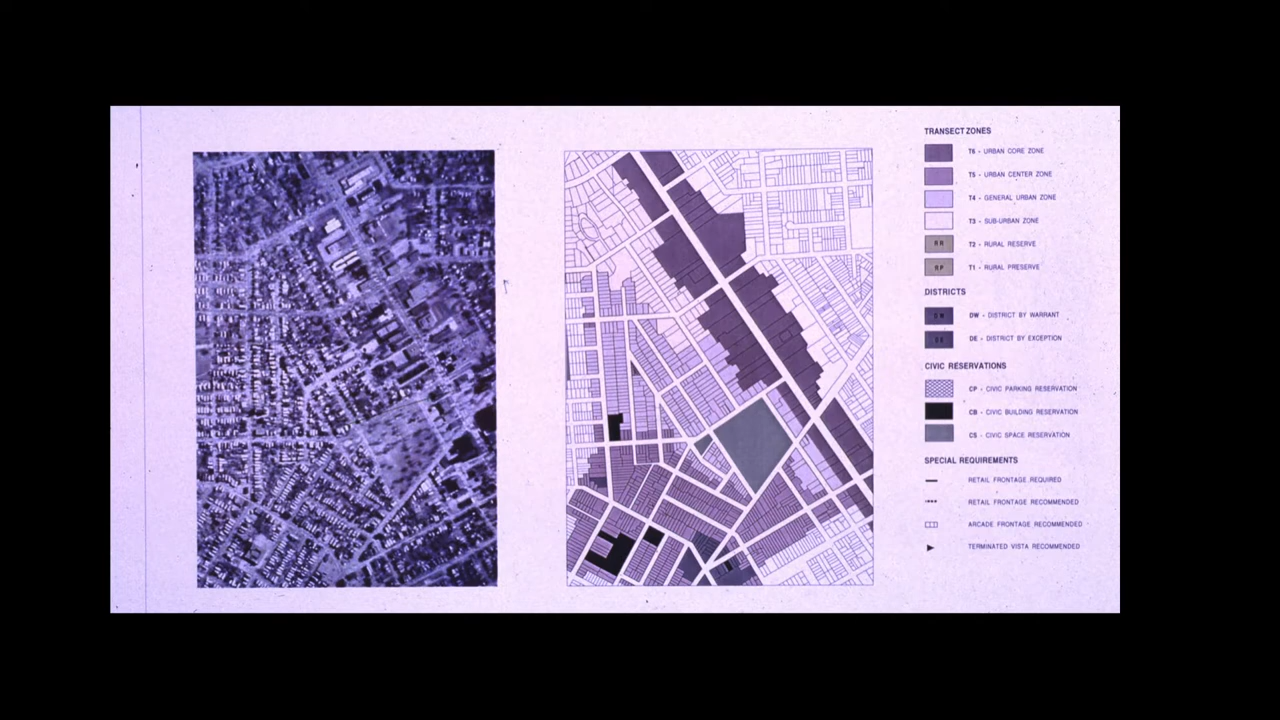 TRANSECT ZONES
T6 - URBAN CORE ZONE
T5 - URBAN CENTER ZONE
T4 - GENERAL URBAN ZONE
T3 - SUB-URBAN ZONE
RR T2 - RURAL RESERVE
RP T1 - RURAL PRESERVE
DISTRICTS
DW DW - DISTRICT BY WARRANT
DE DE - DISTRICT BY EXCEPTION
CIVIC RESERVATIONS
CP - CIVIC PARKING RESERVATION
CB - CIVIC BUILDING RESERVATION
CS - CIVIC SPACE RESERVATION
SPECIAL REQUIREMENTS
RETAIL FRONTAGE REQUIRED
RETAIL FRONTAGE RECOMMENDED
ARCADE FRONTAGE RECOMMENDED
TERMINATED VISTA RECOMMENDED